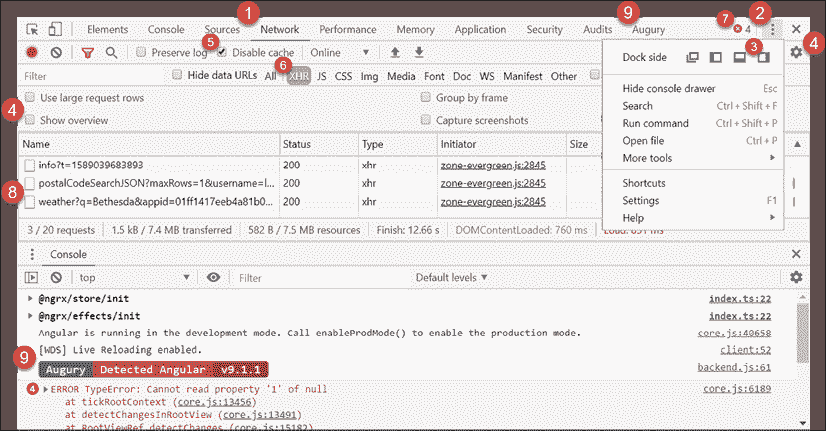 1 9 7 2
Elements Console Sources Network Performance Memory Application Security Audits Augury 4
5 3 4
Preserve log Disable cache Online
Dock side
6
Filter Hide data URLs All XHR JS CSS Img Media Font Doc WS Manifest Other
Hide console drawer Esc
Use large request rows Group by frame
Search Ctrl + Shift + F
4
Show overview Capture screenshots
Run command Ctrl + Shift + P
Open file Ctrl + P
More tools
Name Status Type Initiator Size
info?t=1589039683893 200 xhr zone-evergreen.js:2845
postalCodeSearchJSON?maxRows=1&username=l... 200 xhr zone-evergreen.js:2845
8
weather?q=Bethesda&appid=01ff1417eeb4a81b0... 200 xhr zone-evergreen.js:2845
Shortcuts
Settings F1
Help
3 / 20 requests 1.5 kB / 7.4 MB transferred 582 B / 7.5 MB resources Finish: 12.66 s DOMContentLoaded: 760 ms
Console
top Filter Default levels
@ngrx/store/init index.ts:22
@ngrx/effects/init index.ts:22
Angular is running in the development mode. Call enableProdMode() to enable the production mode. core.js:40658
[WDS] Live Reloading enabled. client:52
9
Augury Detected Angular v9.1.1 backend.js:61
4 ERROR TypeError: Cannot read property '1' of null core.js:6189
at tickRootContext (core.js:13456)
at detectChangesInRootView (core.js:13491)
at RootViewRef.detectChanges (core.js:15182)